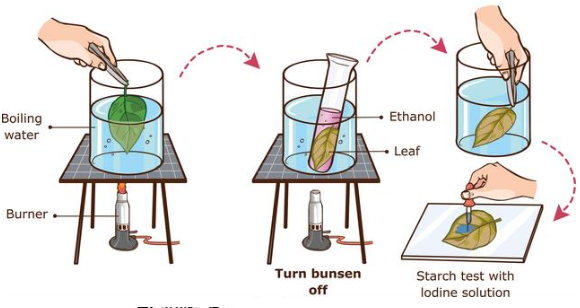 Boiling
water
Burner
Ethanol
Leaf
Turn bunsen
off
Starch test with
Iodine solution